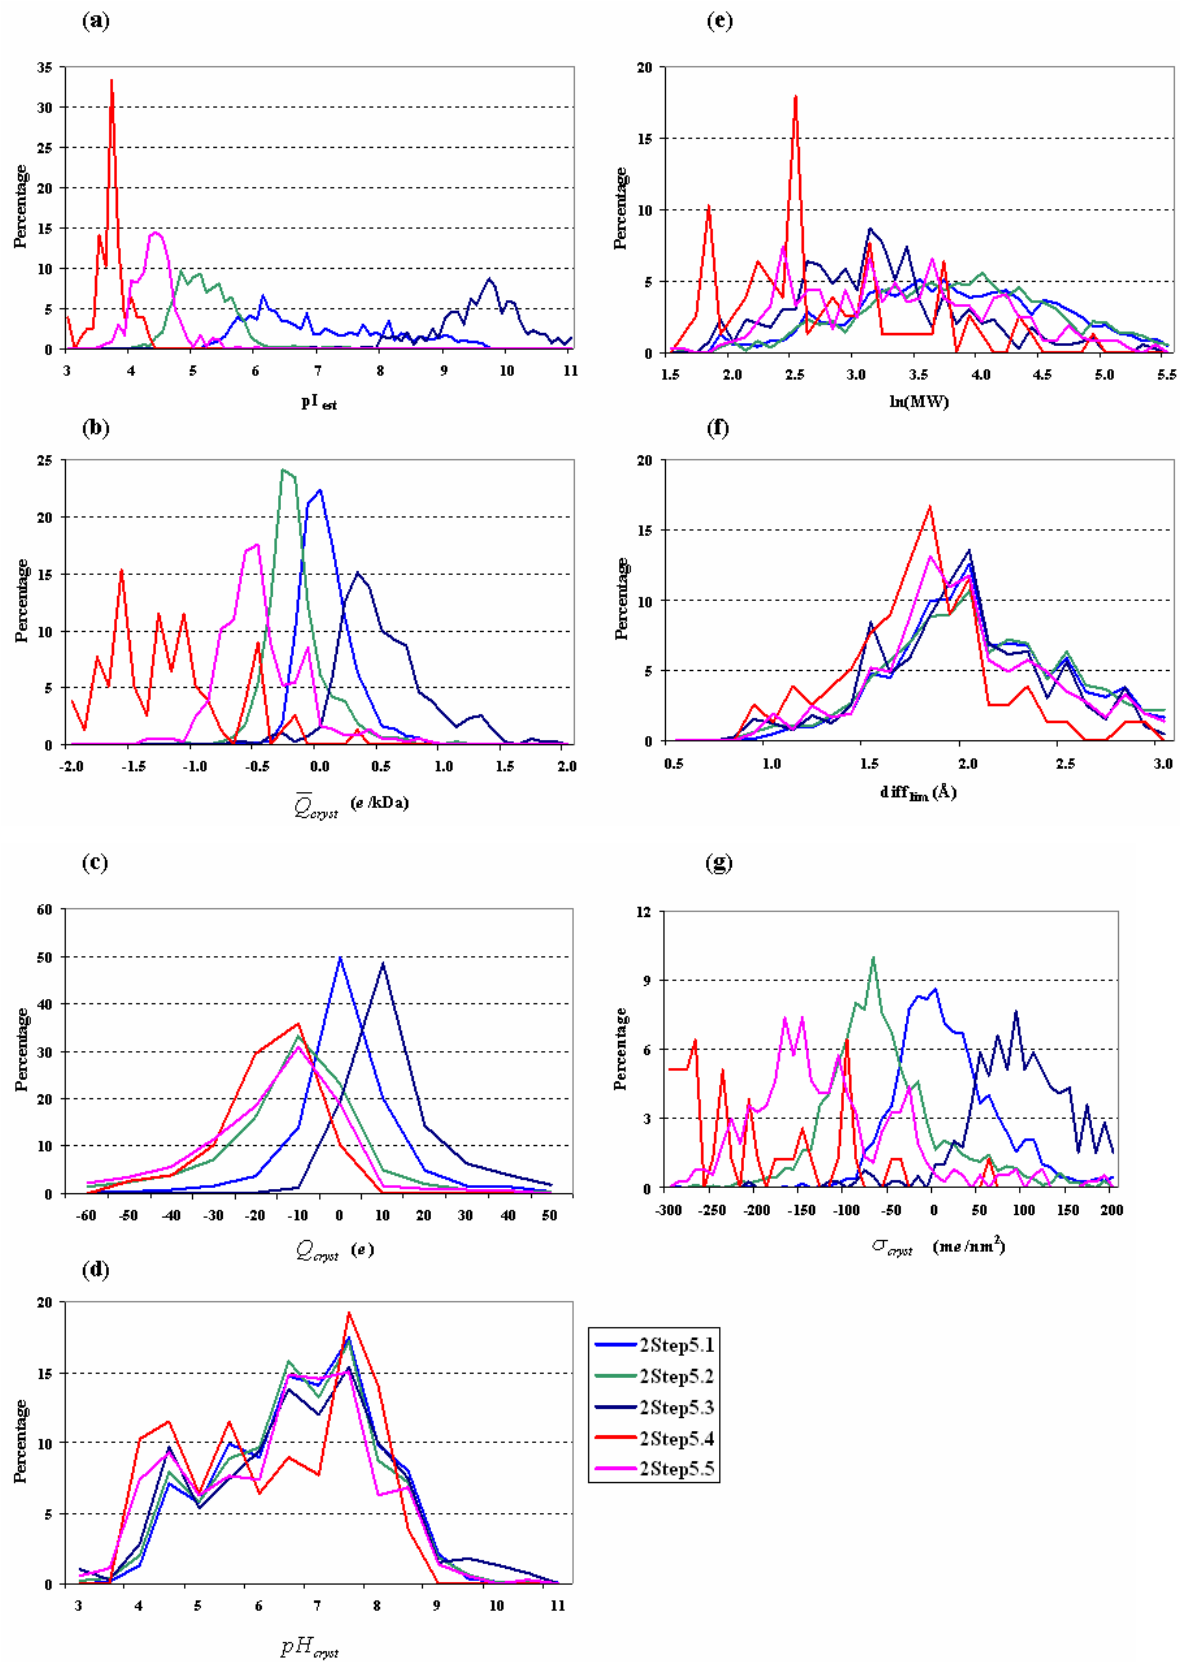 (a)
35
30
25
20
15
10
5
0
Percentage
3 4 5 6 7 8 9 10 11
pI est
(b)
25
20
15
10
5
0
Percentage
-2.0 -1.5 -1.0 -0.5 0.0 0.5 1.0 1.5 2.0
Q̅cryst (e/kDa)
(c)
60
50
40
30
20
10
0
Percentage
-60 -40 -20 -10 0 10 20 30 50
Qcryst (e)
(d)
20
15
10
5
0
Percentage
3 4 5 6 7 8 9 10 11
pHcryst
(e)
20
15
10
5
0
Percentage
1.5 2.0 2.5 3.0 3.5 4.0 4.5 5.0 5.5
ln(MW)
(f)
20
15
10
5
0
Percentage
0.5 1.0 1.5 2.0 2.5 3.0
diff lim (Å)
(g)
12
9
6
3
0
Percentage
-300 -250 -200 -150 -100 -50 0 50 100 150 200
σcryst (me/nm²)
2Step5.1
2Step5.2
2Step5.3
2Step5.4
2Step5.5